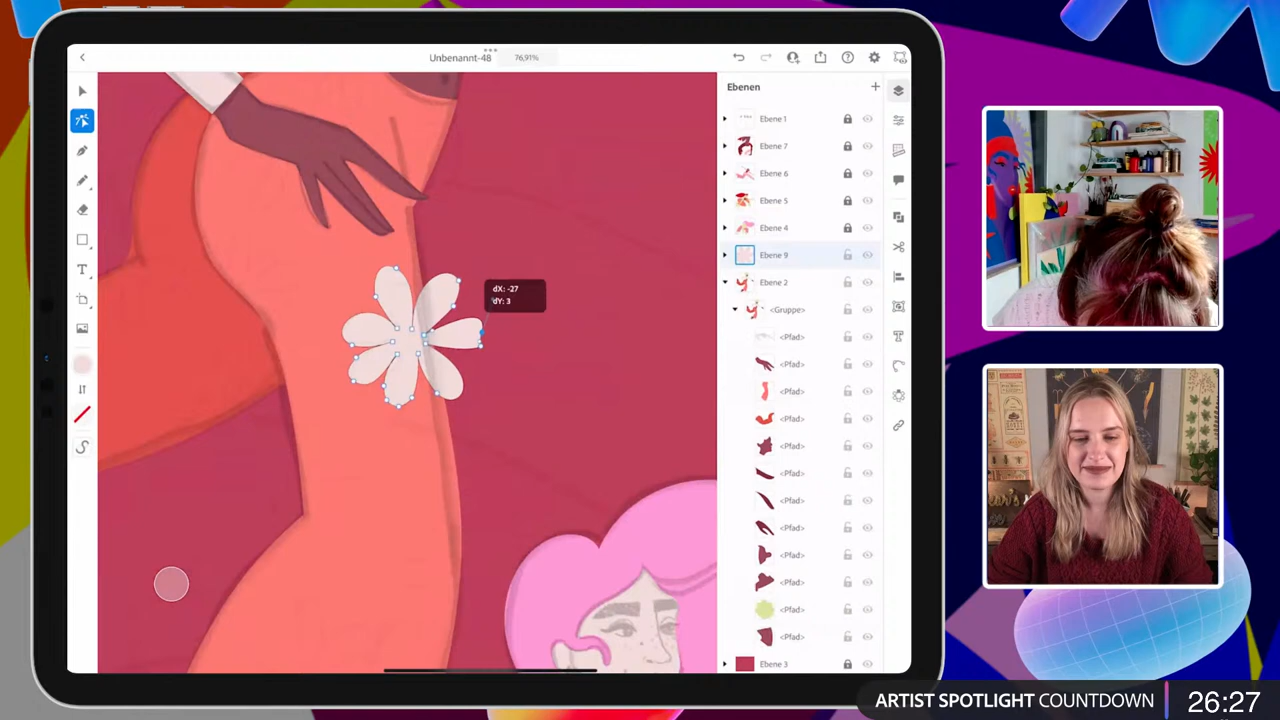 Unbenannt-48
76,91%
Ebenen
Ebene 1
Ebene 7
Ebene 6
Ebene 5
Ebene 4
Ebene 9
Ebene 2
<Gruppe>
<Pfad>
<Pfad>
<Pfad>
<Pfad>
<Pfad>
<Pfad>
<Pfad>
<Pfad>
<Pfad>
<Pfad>
<Pfad>
<Pfad>
Ebene 3
dX: -27
dY: 3
ARTIST SPOTLIGHT COUNTDOWN 26:27